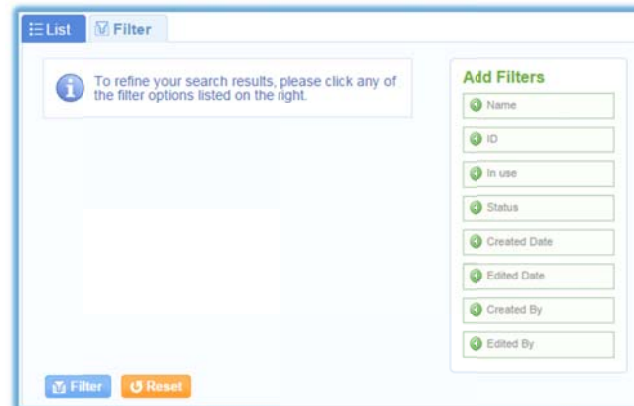 List
Filter
To refine your search results, please click any of
the filter options listed on the right.
Add Filters
Name
ID
In use
Status
Created Date
Edited Date
Created By
Edited By
Filter
Reset